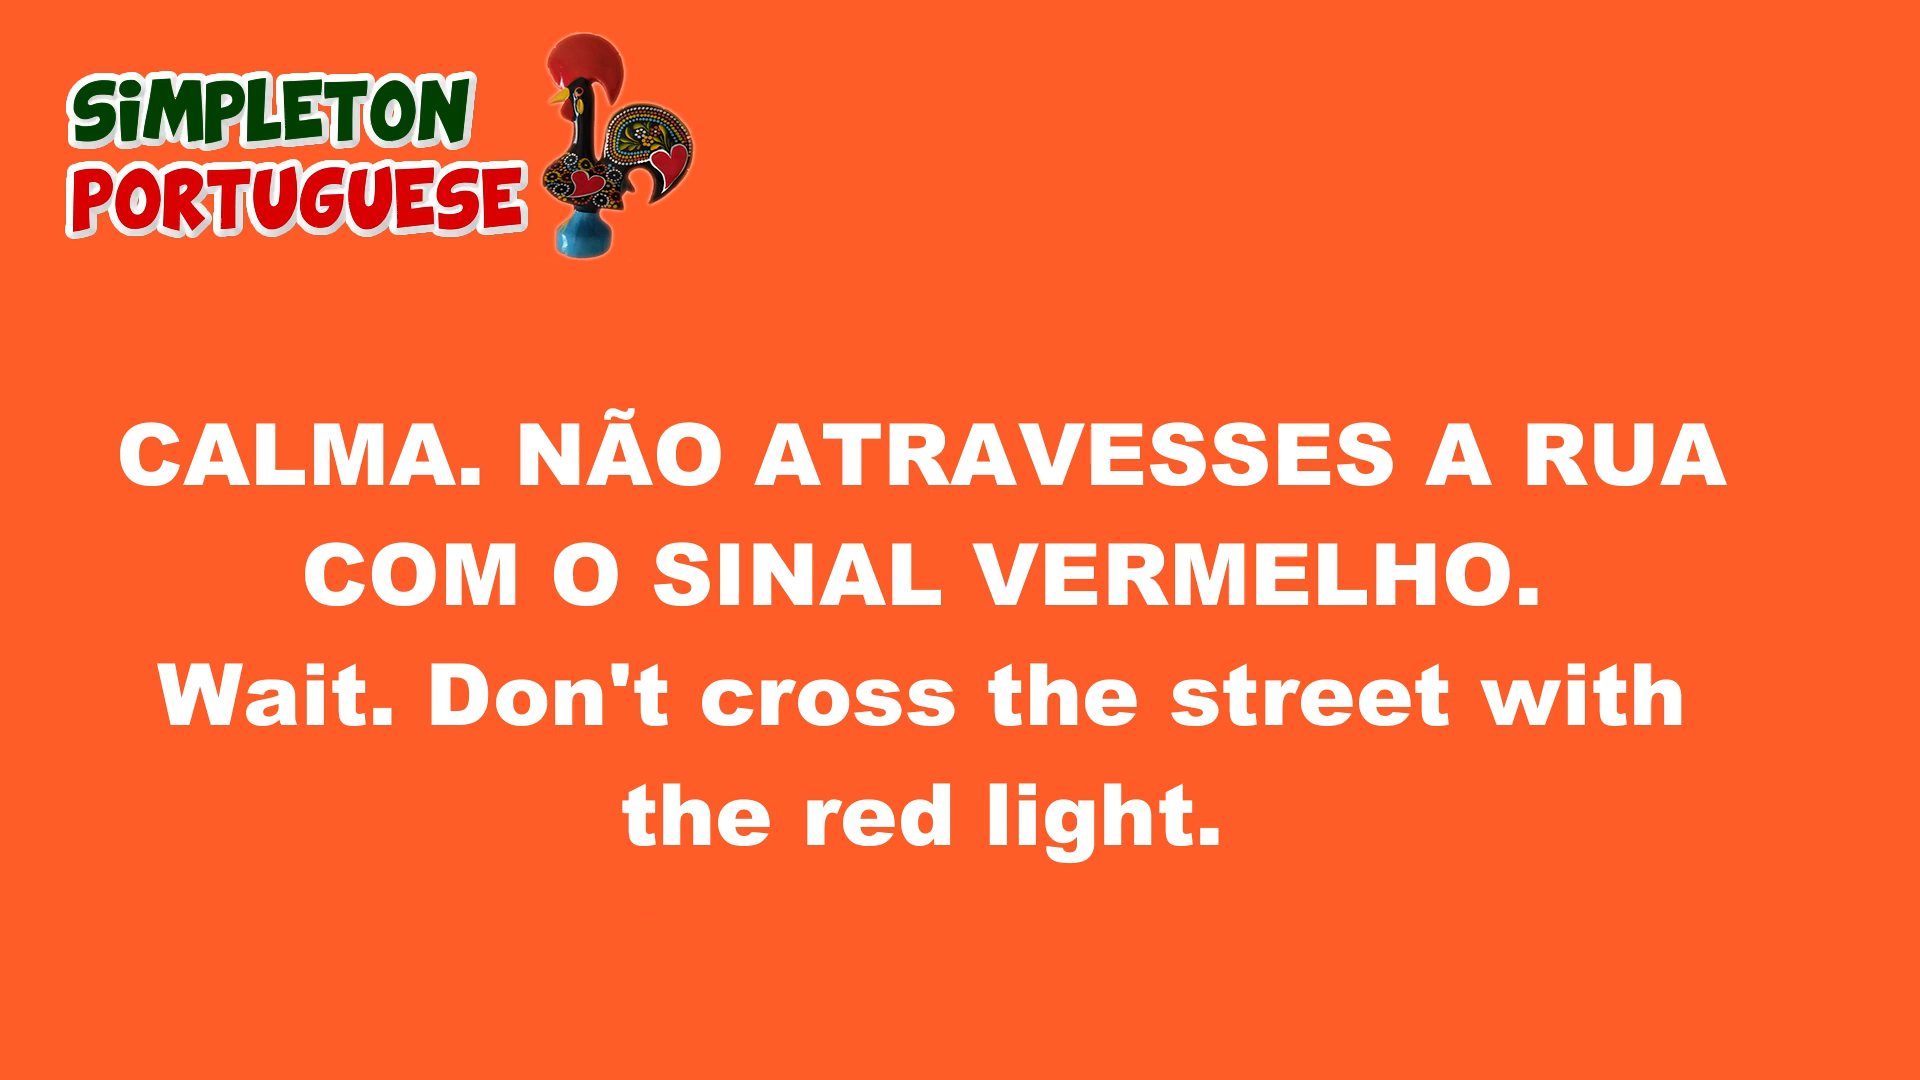 SiMPLETON
PORTUGUESE
CALMA. NÃO ATRAVESSES A RUA
COM O SINAL VERMELHO.
Wait. Don't cross the street with
the red light.